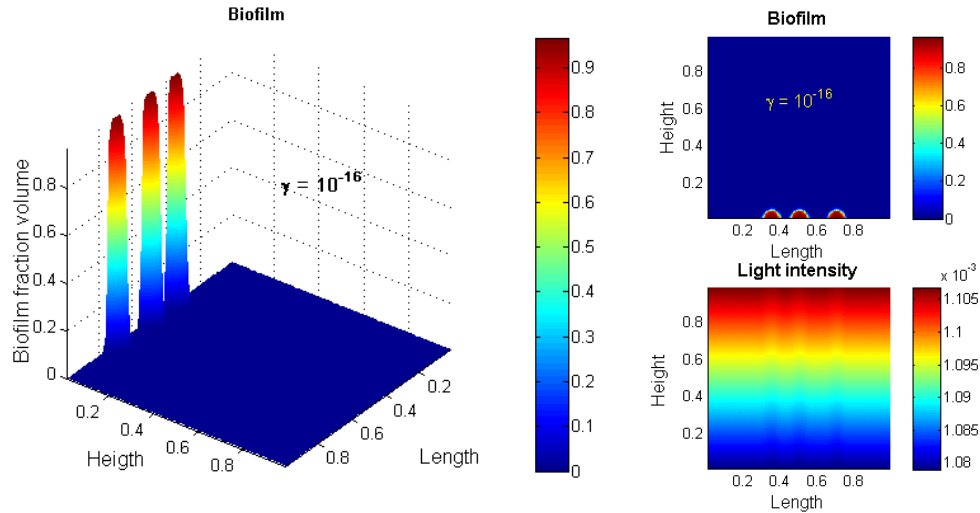 Biofilm
Biofilm fraction volume
0.8
0.6
0.4
0.2
0
γ = 10^-16
0.2
0.4
0.6
0.8
Heigth
0.2
0.4
0.6
0.8
Length
0.9
0.8
0.7
0.6
0.5
0.4
0.3
0.2
0.1
0
Biofilm
Height
0.8
0.6
0.4
0.2
γ = 10^-16
0.2 0.4 0.6 0.8
Length
0.8
0.6
0.4
0.2
0
Light intensity
x 10^-3
Height
0.8
0.6
0.4
0.2
0.2 0.4 0.6 0.8
Length
1.105
1.1
1.095
1.09
1.085
1.08